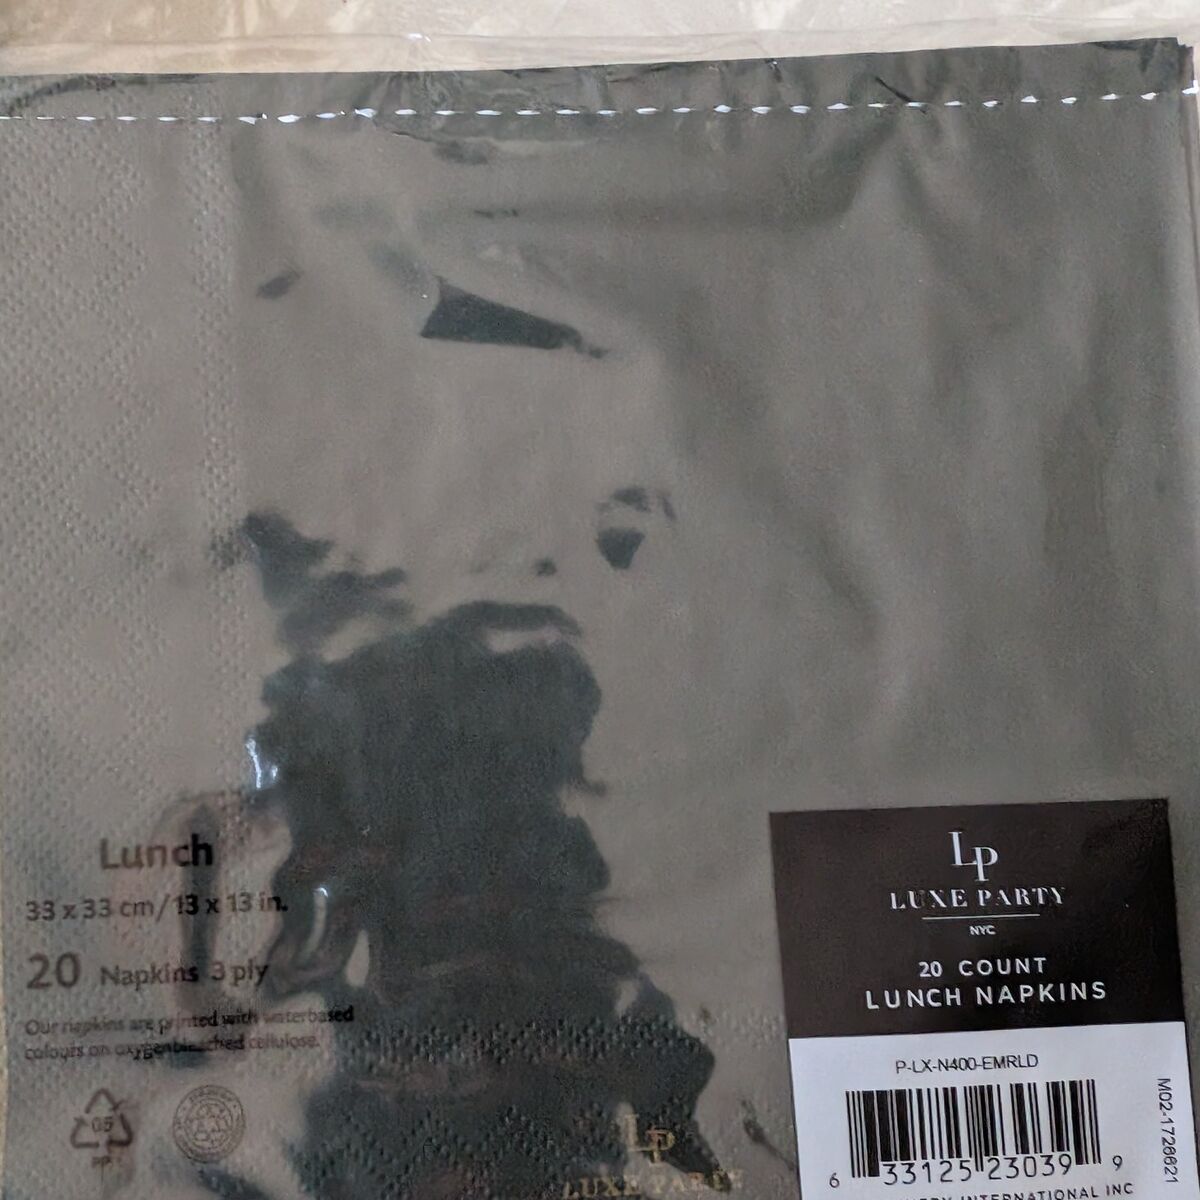 Lunch
33 x 33 cm/13 x 13 in.
20 Napkins 3 ply
Our napkins are printed with waterbased
colours on oxygenbleached cellulose.
05
PP
LP
LUXE PARTY
LP
LUXE PARTY
NYC
20 COUNT
LUNCH NAPKINS
P-LX-N400-EMRLD
6 33125 23039 9
INTERNATIONAL INC
M02-1726621